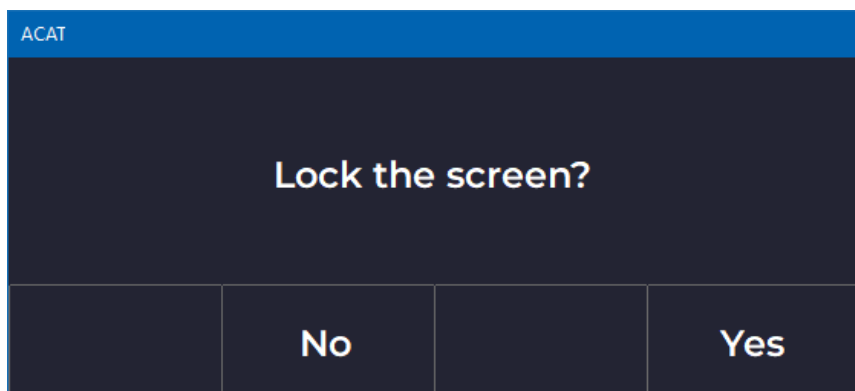 ACAT
Lock the screen?
No
Yes